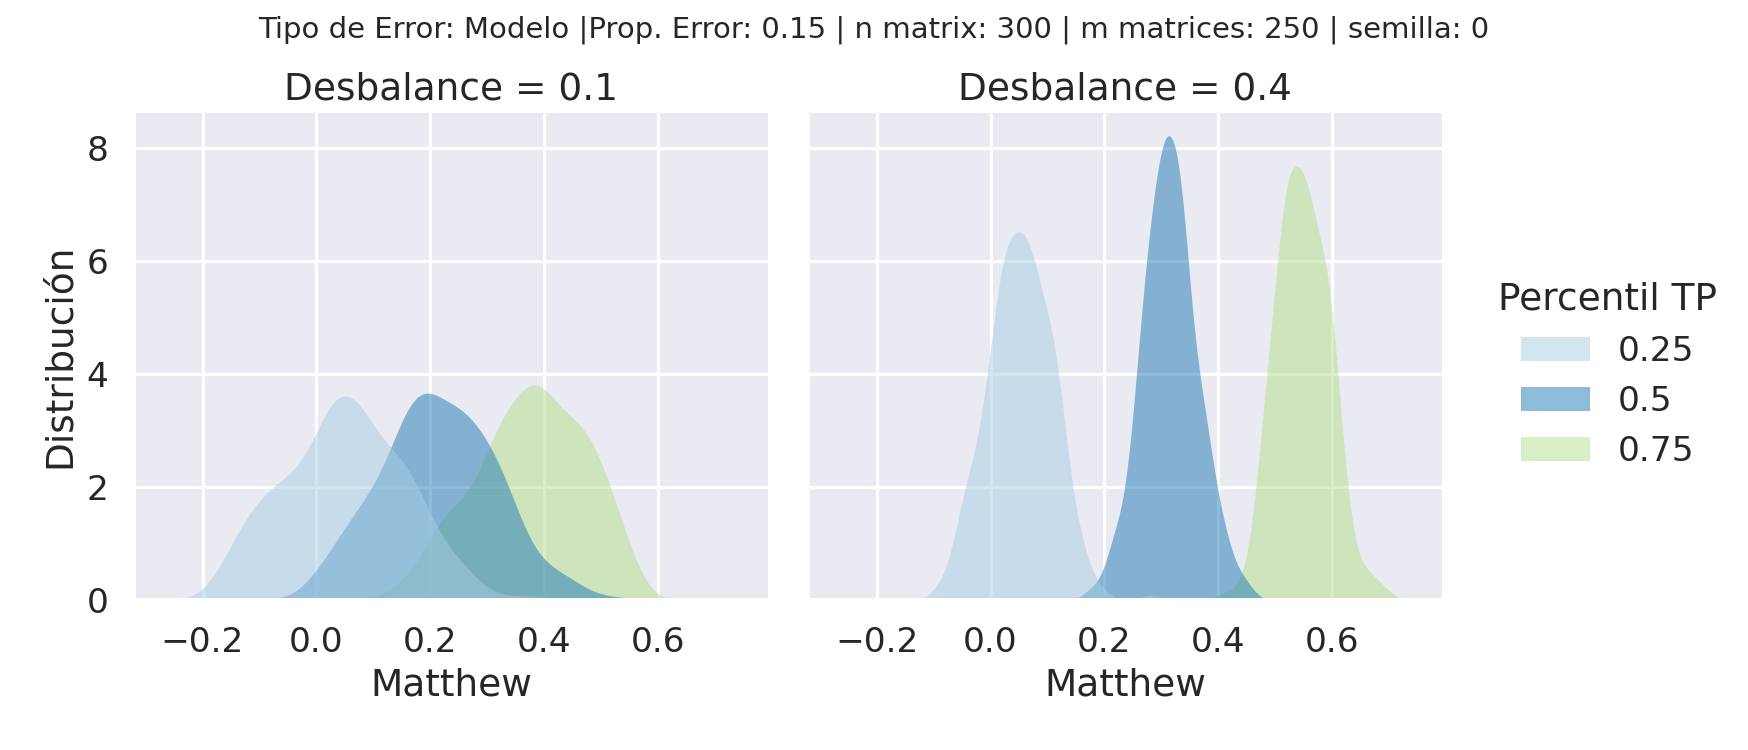 Tipo de Error: Modelo |Prop. Error: 0.15 | n matrix: 300 | m matrices: 250 | semilla: 0
Desbalance = 0.1
Desbalance = 0.4
8
6
4
2
0
Distribución
−0.2 0.0 0.2 0.4 0.6
Matthew
−0.2 0.0 0.2 0.4 0.6
Matthew
Percentil TP
0.25
0.5
0.75